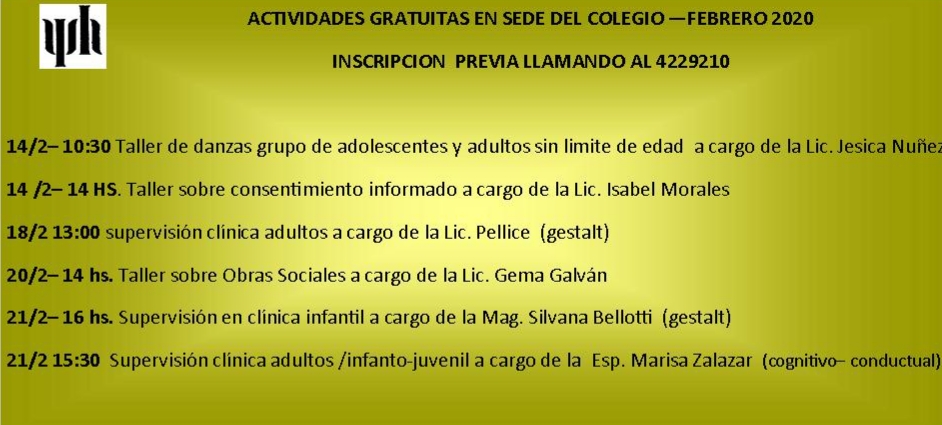 ACTIVIDADES GRATUITAS EN SEDE DEL COLEGIO —FEBRERO 2020
INSCRIPCION PREVIA LLAMANDO AL 4229210
14/2– 10:30 Taller de danzas grupo de adolescentes y adultos sin limite de edad a cargo de la Lic. Jesica Nuñez
14 /2– 14 HS. Taller sobre consentimiento informado a cargo de la Lic. Isabel Morales
18/2 13:00 supervisión clínica adultos a cargo de la Lic. Pellice (gestalt)
20/2– 14 hs. Taller sobre Obras Sociales a cargo de la Lic. Gema Galván
21/2– 16 hs. Supervisión en clínica infantil a cargo de la Mag. Silvana Bellotti (gestalt)
21/2 15:30 Supervisión clínica adultos /infanto-juvenil a cargo de la Esp. Marisa Zalazar (cognitivo– conductual)